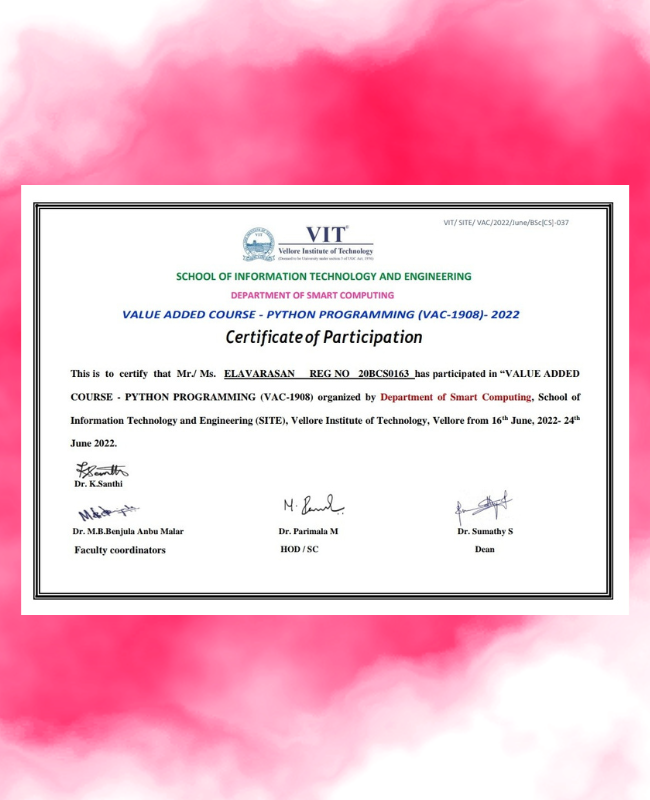 VIT/ SITE/ VAC/2022/June/BSc[CS]-037
VIT®
Vellore Institute of Technology
(Deemed to be University under section 3 of UGC Act, 1956)
SCHOOL OF INFORMATION TECHNOLOGY AND ENGINEERING
DEPARTMENT OF SMART COMPUTING
VALUE ADDED COURSE - PYTHON PROGRAMMING (VAC-1908)- 2022
Certificate of Participation
This is to certify that Mr./ Ms. ELAVARASAN REG NO 20BCS0163 has participated in “VALUE ADDED
COURSE - PYTHON PROGRAMMING (VAC-1908) organized by Department of Smart Computing, School of
Information Technology and Engineering (SITE), Vellore Institute of Technology, Vellore from 16th June, 2022- 24th
June 2022.
Dr. K.Santhi
Dr. M.B.Benjula Anbu Malar Dr. Parimala M Dr. Sumathy S
Faculty coordinators HOD / SC Dean